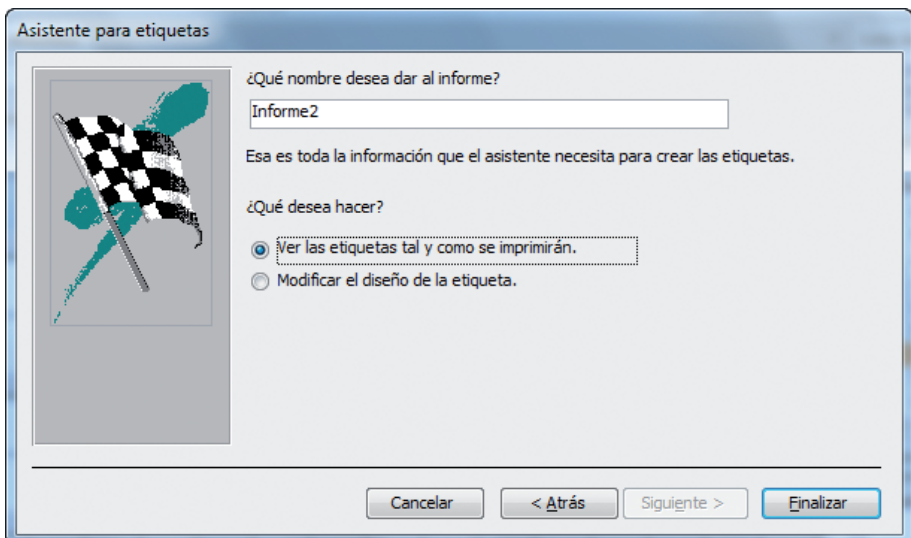 Asistente para etiquetas
¿Qué nombre desea dar al informe?
Informe2
Esa es toda la información que el asistente necesita para crear las etiquetas.
¿Qué desea hacer?
Ver las etiquetas tal y como se imprimirán.
Modificar el diseño de la etiqueta.
Cancelar
< Atrás
Siguiente >
Finalizar